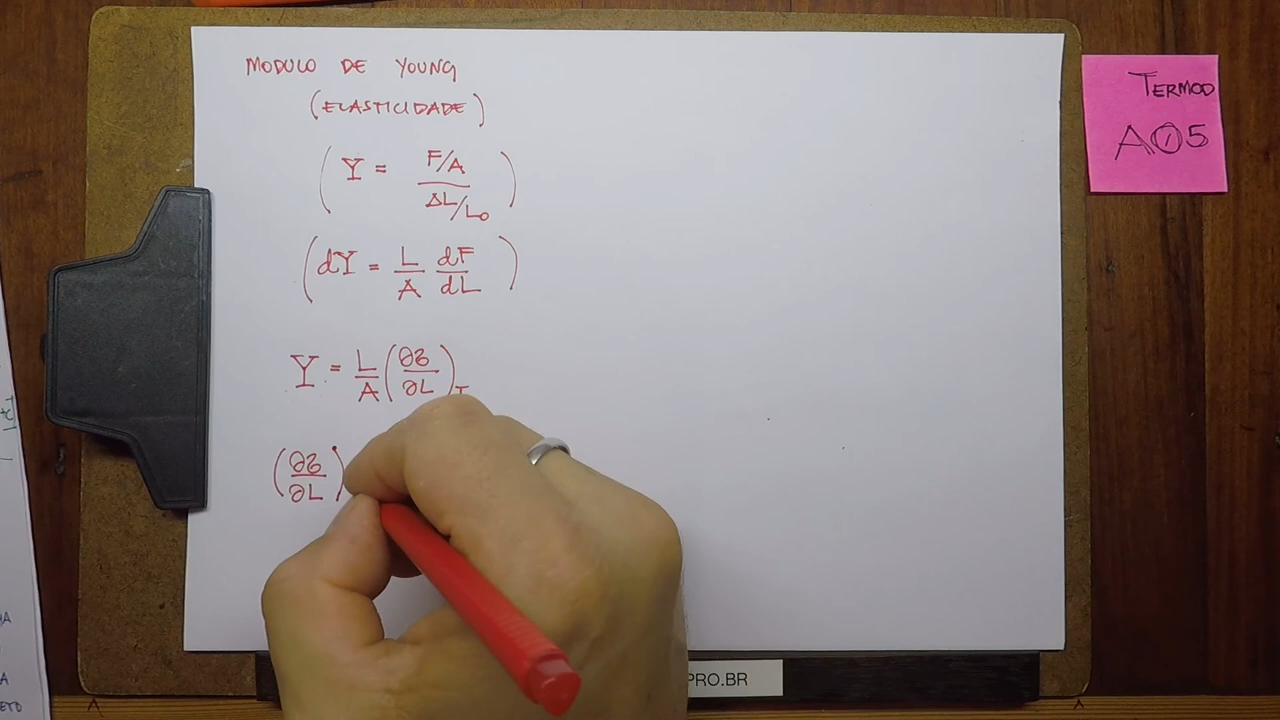 MODULO DE YOUNG
(ELASTICIDADE)
(Y = F/A / ΔL/L0)
(dY = L/A dF/dL)
Y = L/A (∂ζ/∂L)T
(∂ζ/∂L)
TERMOD
A05
PRO.BR